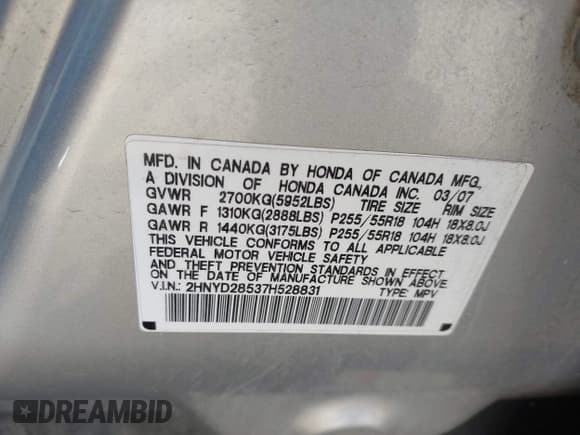 MFD. IN CANADA BY HONDA OF CANADA MFG.,
A DIVISION OF HONDA CANADA INC. 03/07
GVWR 2700KG(5952LBS) TIRE SIZE RIM SIZE
GAWR F 1310KG(2888LBS) P255/55R18 104H 18X8.0J
GAWR R 1440KG(3175LBS) P255/55R18 104H 18X8.0J
THIS VEHICLE CONFORMS TO ALL APPLICABLE
FEDERAL MOTOR VEHICLE SAFETY
AND THEFT PREVENTION STANDARDS IN EFFECT
ON THE DATE OF MANUFACTURE SHOWN ABOVE.
V.I.N.: 2HNYD28537H528831 TYPE: MPV
DREAMBID